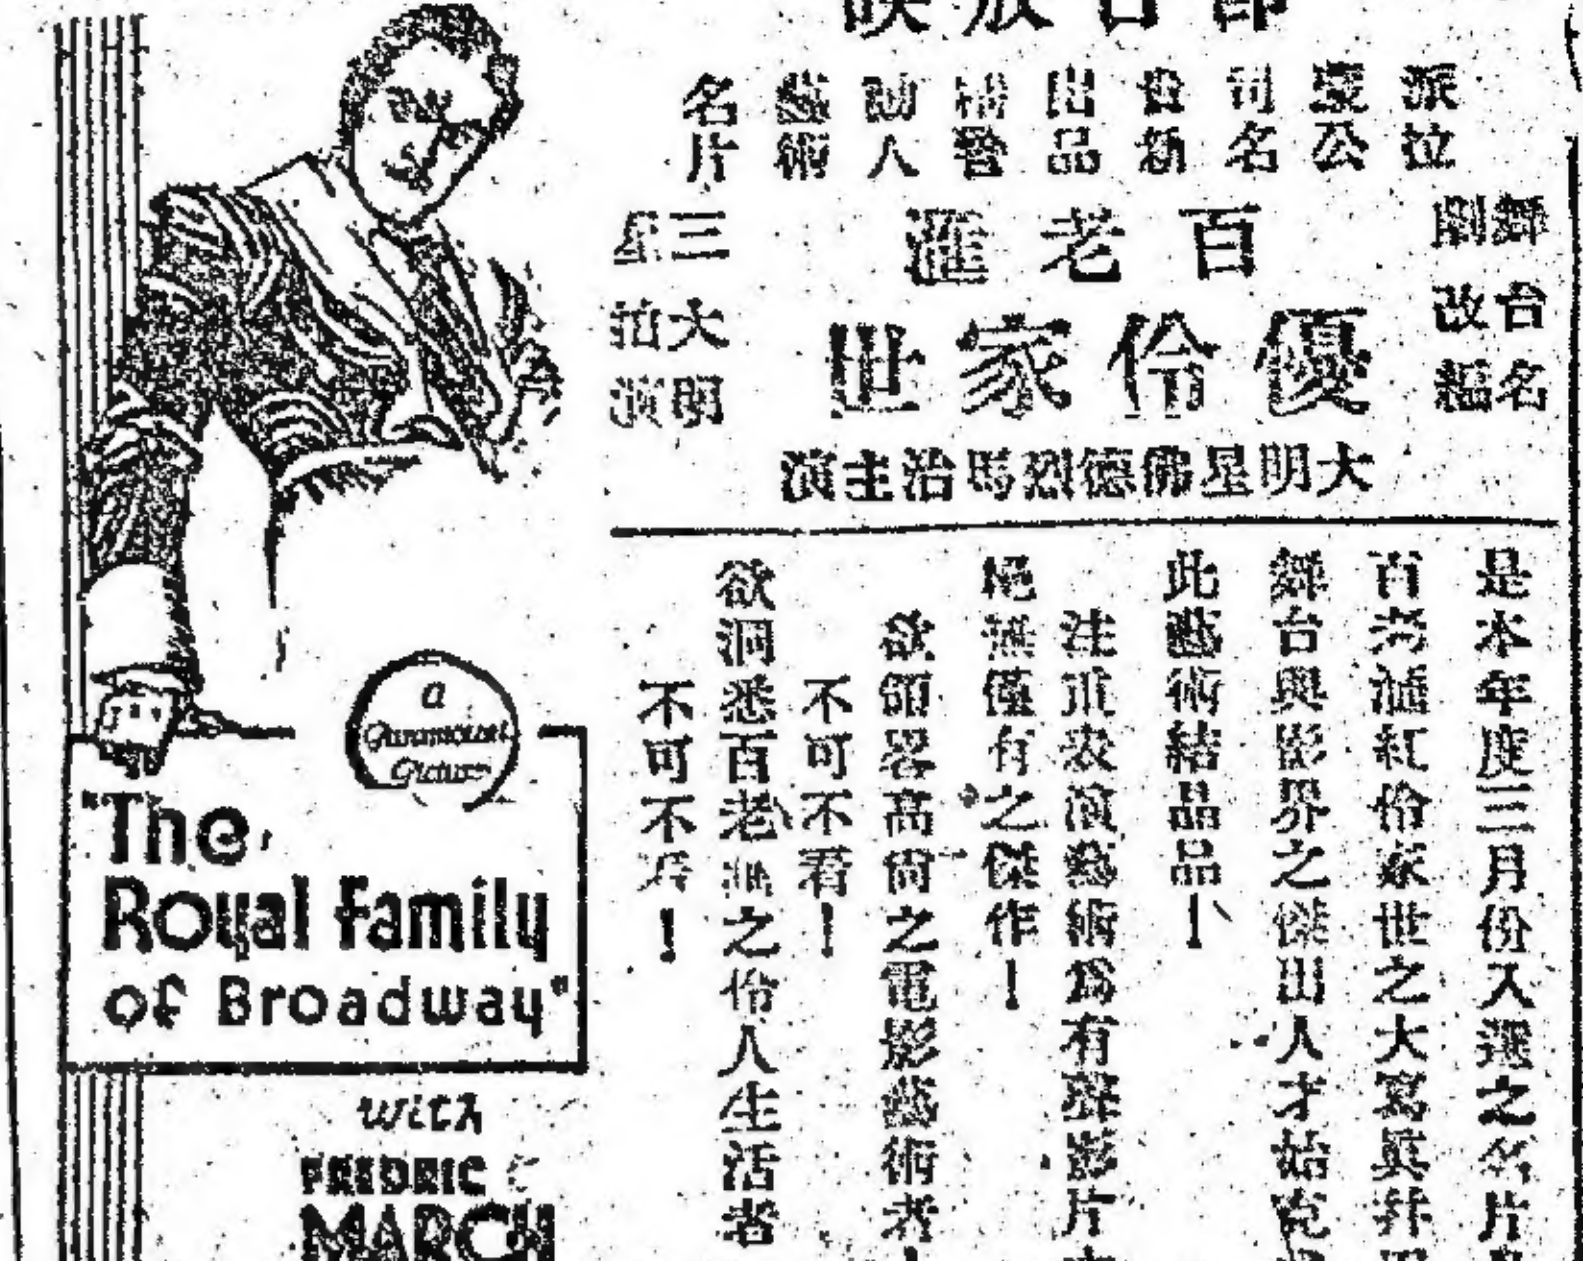 派拉
蒙公
司名
貴新
出品
精警
動人
藝術
名片
舞台名
劇改編
百老滙
優伶家世
三大明
星拍演
大明星佛德烈馬治主演
是本年度三月份入選之名片
百老滙紅伶家世之大
舞台與影界之傑出人才
此藝術結晶品！
注重表演藝術為有聲影片
絕無僅有之傑作！
欲領畧高尚之電影藝術者
不可不看！
欲洞悉百老滙之伶人生活者
不可不看！
a
Paramount
Picture
"The
Royal Family
of Broadway"
with
FREDRIC
MARCH